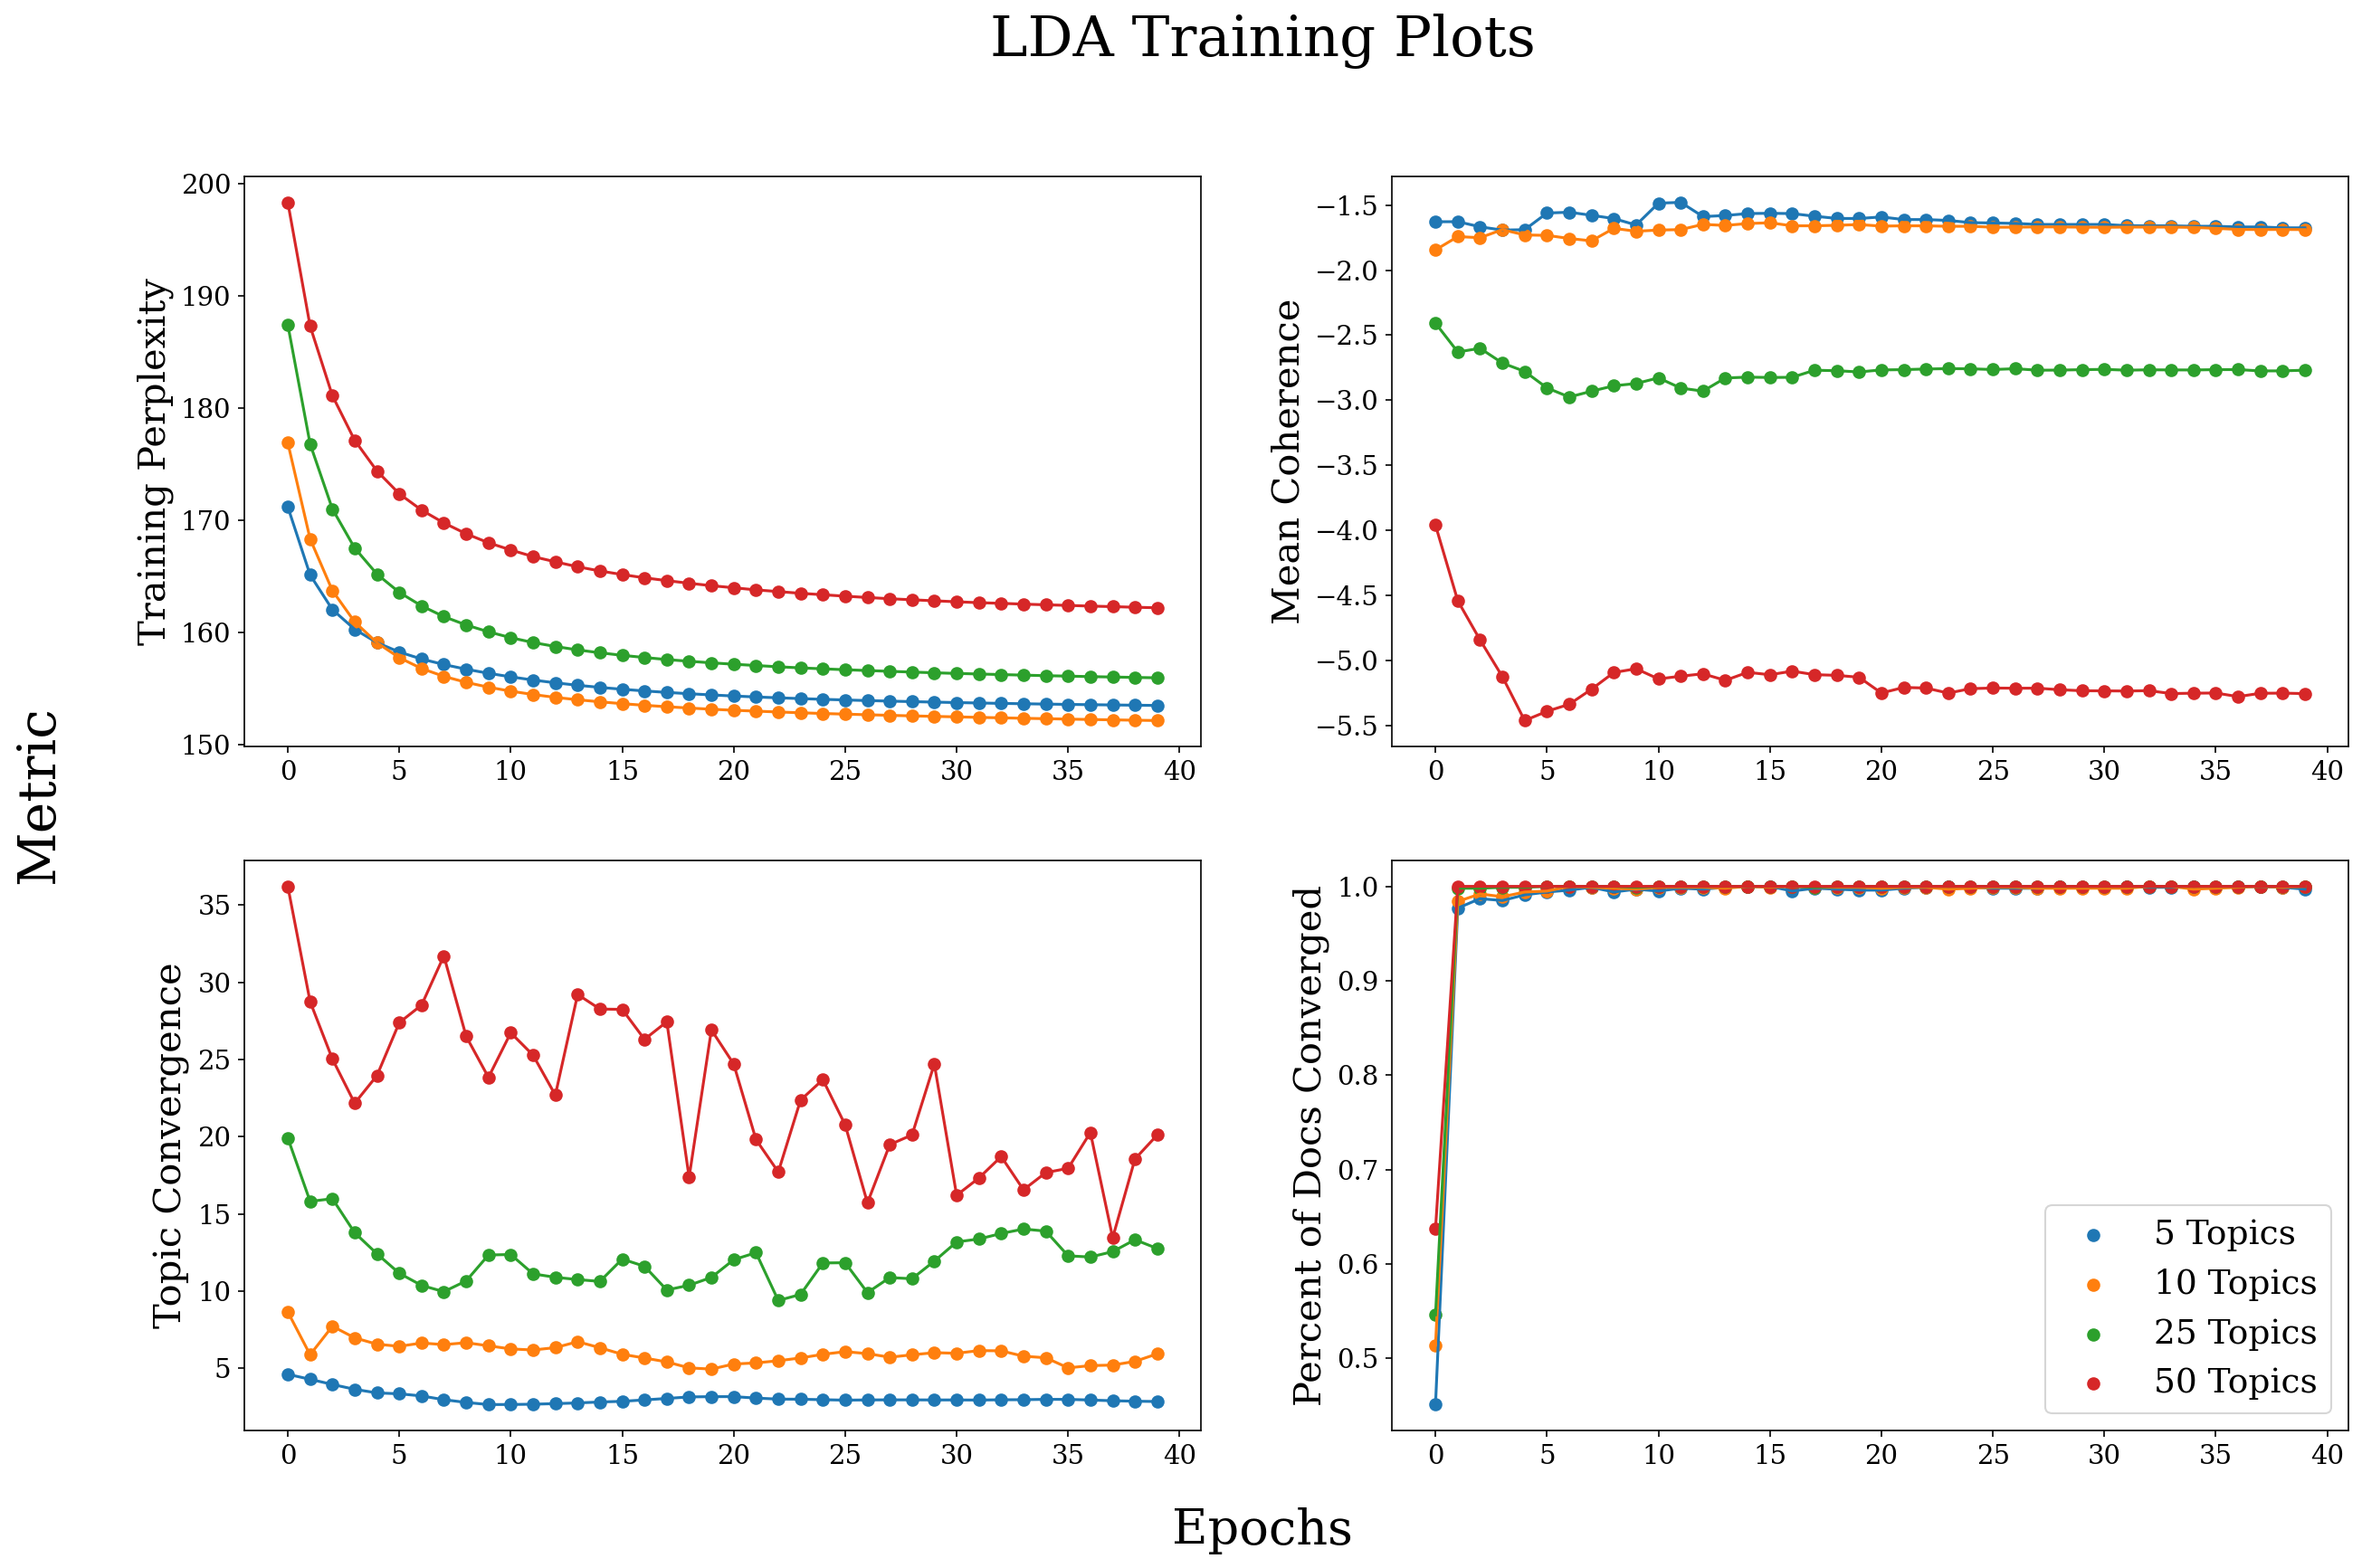 LDA Training Plots
Metric
Training Perplexity
200
190
180
170
160
150
0 5 10 15 20 25 30 35 40
Mean Coherence
−1.5
−2.0
−2.5
−3.0
−3.5
−4.0
−4.5
−5.0
−5.5
0 5 10 15 20 25 30 35 40
Topic Convergence
35
30
25
20
15
10
5
0 5 10 15 20 25 30 35 40
Percent of Docs Converged
1.0
0.9
0.8
0.7
0.6
0.5
5 Topics
10 Topics
25 Topics
50 Topics
0 5 10 15 20 25 30 35 40
Epochs